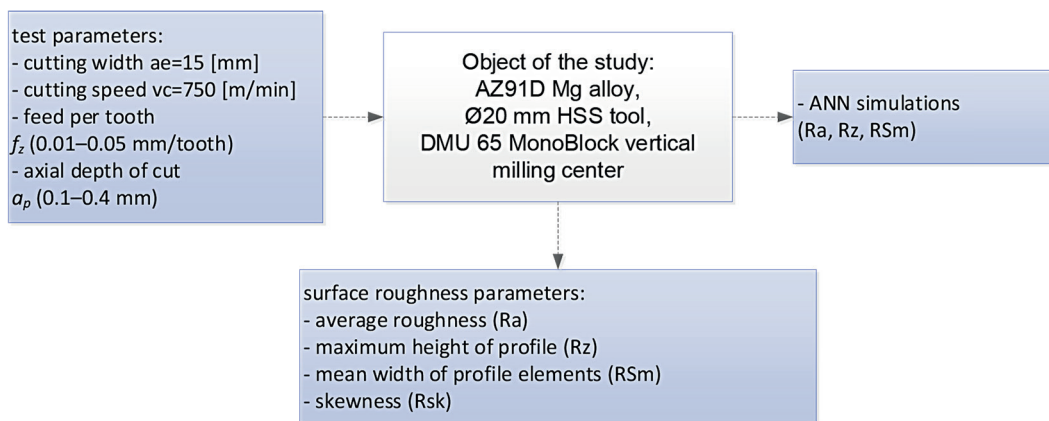 test parameters:
- cutting width ae=15 [mm]
- cutting speed vc=750 [m/min]
- feed per tooth
fz (0.01–0.05 mm/tooth)
- axial depth of cut
ap (0.1–0.4 mm)
Object of the study:
AZ91D Mg alloy,
Ø20 mm HSS tool,
DMU 65 MonoBlock vertical
milling center
- ANN simulations
(Ra, Rz, RSm)
surface roughness parameters:
- average roughness (Ra)
- maximum height of profile (Rz)
- mean width of profile elements (RSm)
- skewness (Rsk)